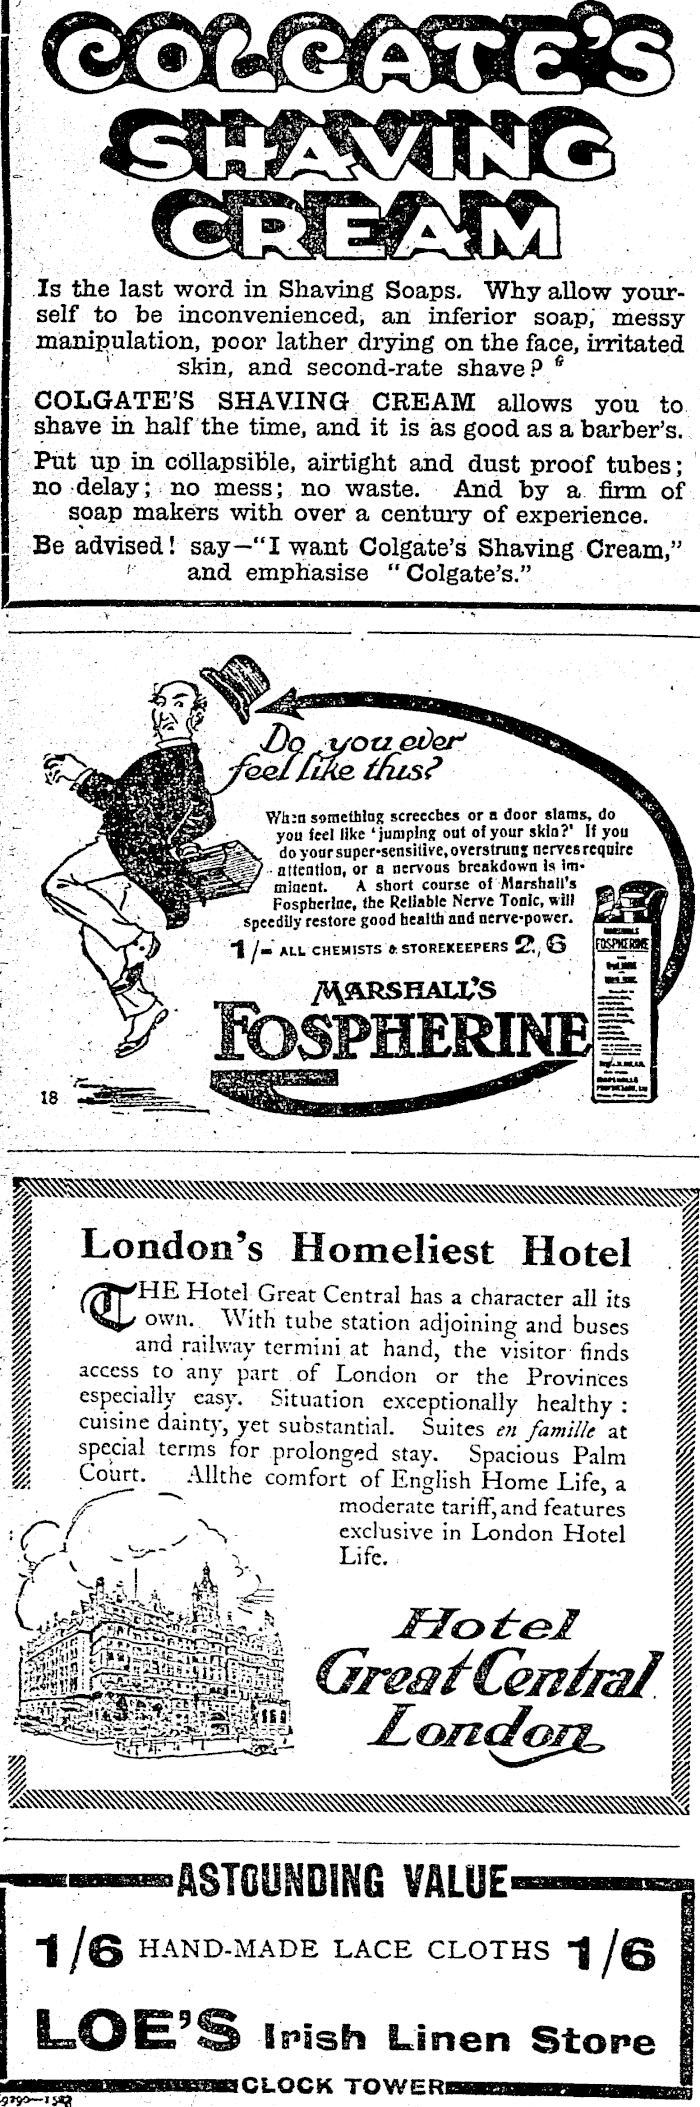 COLGATE'S
SHAVING
CREAM
Is the last word in Shaving Soaps. Why allow your-
self to be inconvenienced, an inferior soap, messy
manipulation, poor lather drying on the face, irritated
skin, and second-rate shave?
COLGATE'S SHAVING CREAM allows you to
shave in half the time, and it is as good as a barber's.
Put up in collapsible, airtight and dust proof tubes;
no delay; no mess; no waste. And by a firm of
soap makers with over a century of experience.
Be advised! say—"I want Colgate's Shaving Cream,"
and emphasise "Colgate's."
Do you ever
feel like this?
When something screeches or a door slams, do
you feel like 'jumping out of your skin?' If you
do your super-sensitive, overstrung nerves require
attention, or a nervous breakdown is im-
minent. A short course of Marshall's
Fospherine, the Reliable Nerve Tonic, will
speedily restore good health and nerve-power.
1/- ALL CHEMISTS & STOREKEEPERS 2/6
MARSHALL'S
FOSPHERINE
MARSHALL'S
FOSPHERINE
18
London's Homeliest Hotel
THE Hotel Great Central has a character all its
own. With tube station adjoining and buses
and railway termini at hand, the visitor finds
access to any part of London or the Provinces
especially easy. Situation exceptionally healthy:
cuisine dainty, yet substantial. Suites en famille at
special terms for prolonged stay. Spacious Palm
Court. All the comfort of English Home Life, a
moderate tariff, and features
exclusive in London Hotel
Life.
Hotel
Great Central
London
ASTOUNDING VALUE
1/6 HAND-MADE LACE CLOTHS 1/6
LOE'S Irish Linen Store
CLOCK TOWER